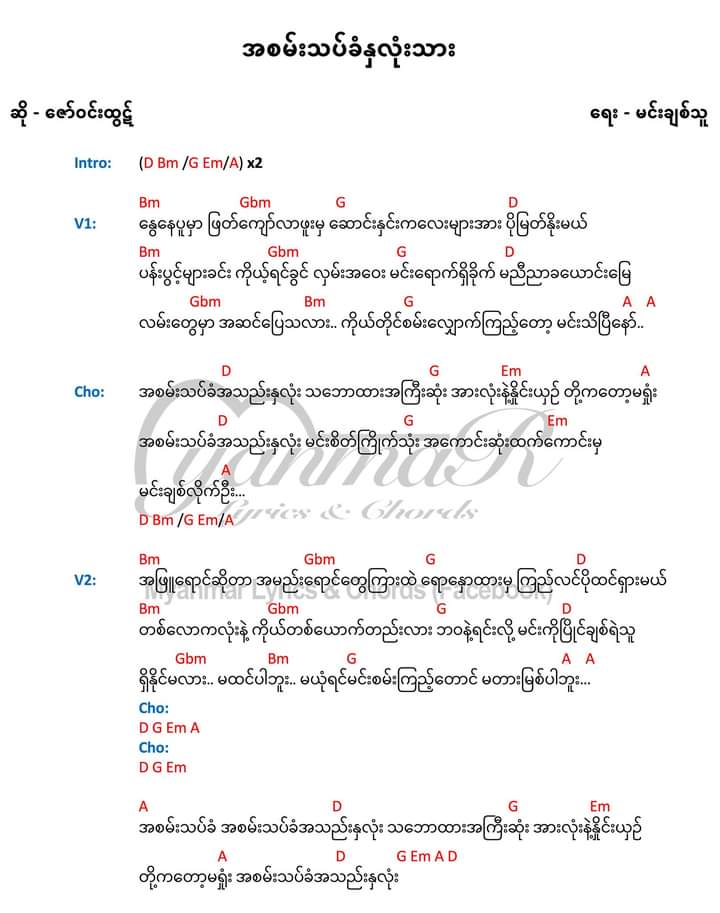 အစမ်းသပ်ခံနှလုံးသား
ဆို - ဇော်ဝင်းထွဋ် ရေး - မင်းချစ်သူ
Intro: (D Bm /G Em/A) x2
Bm Gbm G D
V1: နွေနေပူမှာ ဖြတ်ကျော်လာဖူးမှ ဆောင်းနှင်းကလေးများအား ပိုမြတ်နိုးမယ်
Bm Gbm G D
ပန်းပွင့်များခင်း ကိုယ့်ရင်ခွင် လှမ်းအဝေး မင်းရောက်ရှိခိုက် မညီညာခယောင်းမြေ
Gbm Bm G A A
လမ်းတွေမှာ အဆင်ပြေသလား.. ကိုယ်တိုင်စမ်းလျှောက်ကြည့်တော့ မင်းသိပြီနော်..
D G Em A
Cho: အစမ်းသပ်ခံအသည်းနှလုံး သဘောထားအကြီးဆုံး အားလုံးနဲ့နှိုင်းယှဉ် တို့ကတော့မရှုံး
D G Em
အစမ်းသပ်ခံအသည်းနှလုံး မင်းစိတ်ကြိုက်သုံး အကောင်းဆုံးထက်ကောင်းမှ
A
မင်းချစ်လိုက်ဦး...
D Bm /G Em/A
MyanmaR
Lyrics & Chords
Bm Gbm G D
V2: အဖြူရောင်ဆိုတာ အမည်းရောင်တွေကြားထဲ ရောနှောထားမှ ကြည်လင်ပိုထင်ရှားမယ်
Myanmar Lyrics & Chords (Facebook)
Bm Gbm G D
တစ်လောကလုံးနဲ့ ကိုယ်တစ်ယောက်တည်းလား ဘဝနဲ့ရင်းလို့ မင်းကိုပြိုင်ချစ်ရဲသူ
Gbm Bm G A A
ရှိနိုင်မလား.. မထင်ပါဘူး.. မယုံရင်မင်းစမ်းကြည့်တောင် မတားမြစ်ပါဘူး...
Cho:
D G Em A
Cho:
D G Em
A D G Em
အစမ်းသပ်ခံ အစမ်းသပ်ခံအသည်းနှလုံး သဘောထားအကြီးဆုံး အားလုံးနဲ့နှိုင်းယှဉ်
A D G Em A D
တို့ကတော့မရှုံး အစမ်းသပ်ခံအသည်းနှလုံး